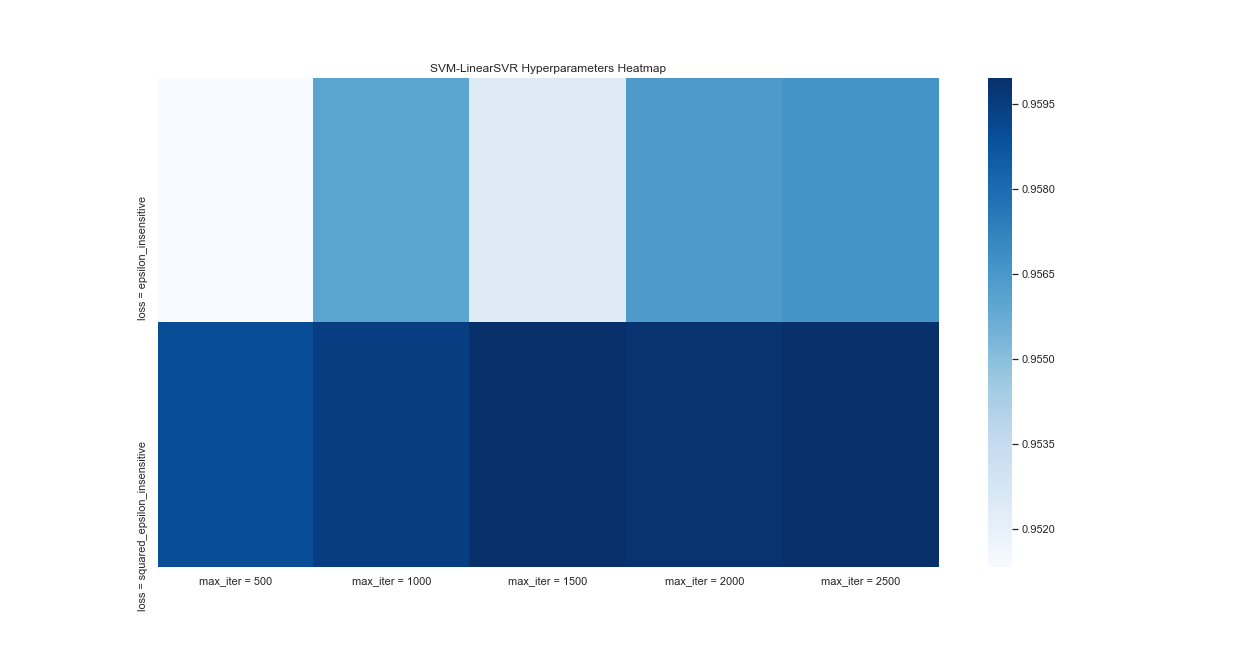 SVM-LinearSVR Hyperparameters Heatmap
loss = epsilon_insensitive
loss = squared_epsilon_insensitive
max_iter = 500
max_iter = 1000
max_iter = 1500
max_iter = 2000
max_iter = 2500
0.9595
0.9580
0.9565
0.9550
0.9535
0.9520